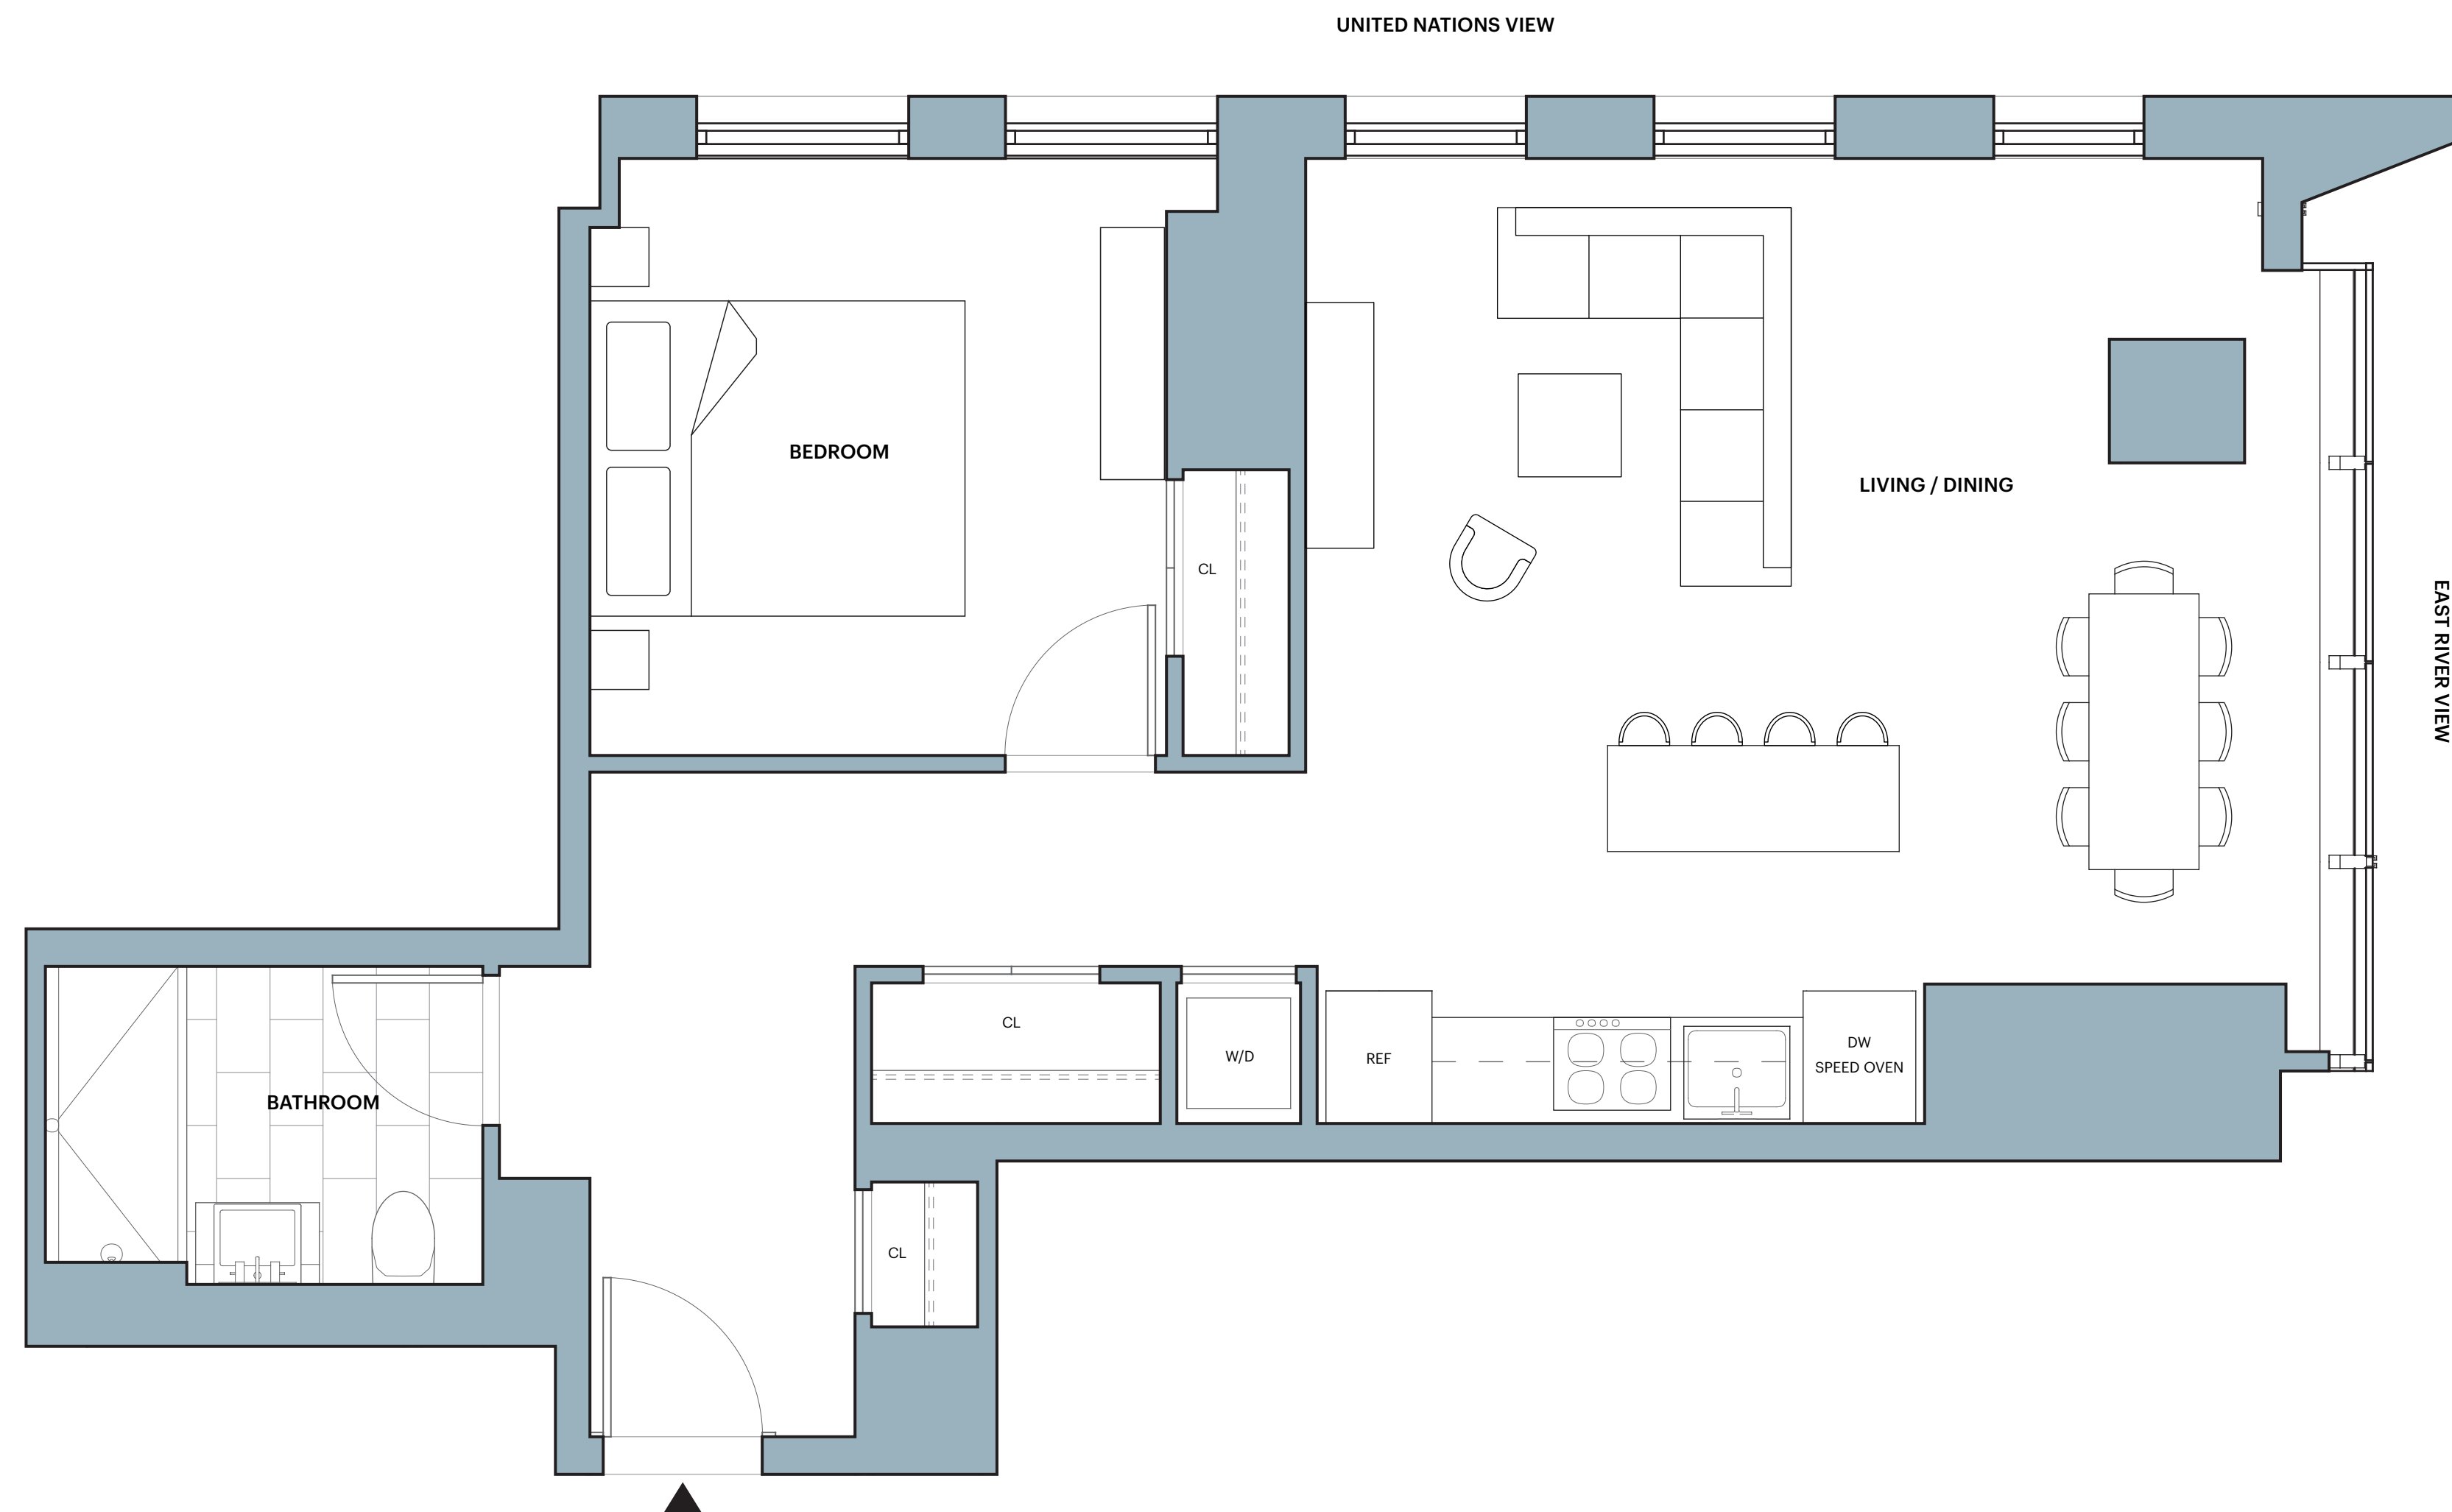 UNITED NATIONS VIEW
BEDROOM
LIVING / DINING
CL
EAST RIVER VIEW
CL
W/D
REF
DW
SPEED OVEN
BATHROOM
CL